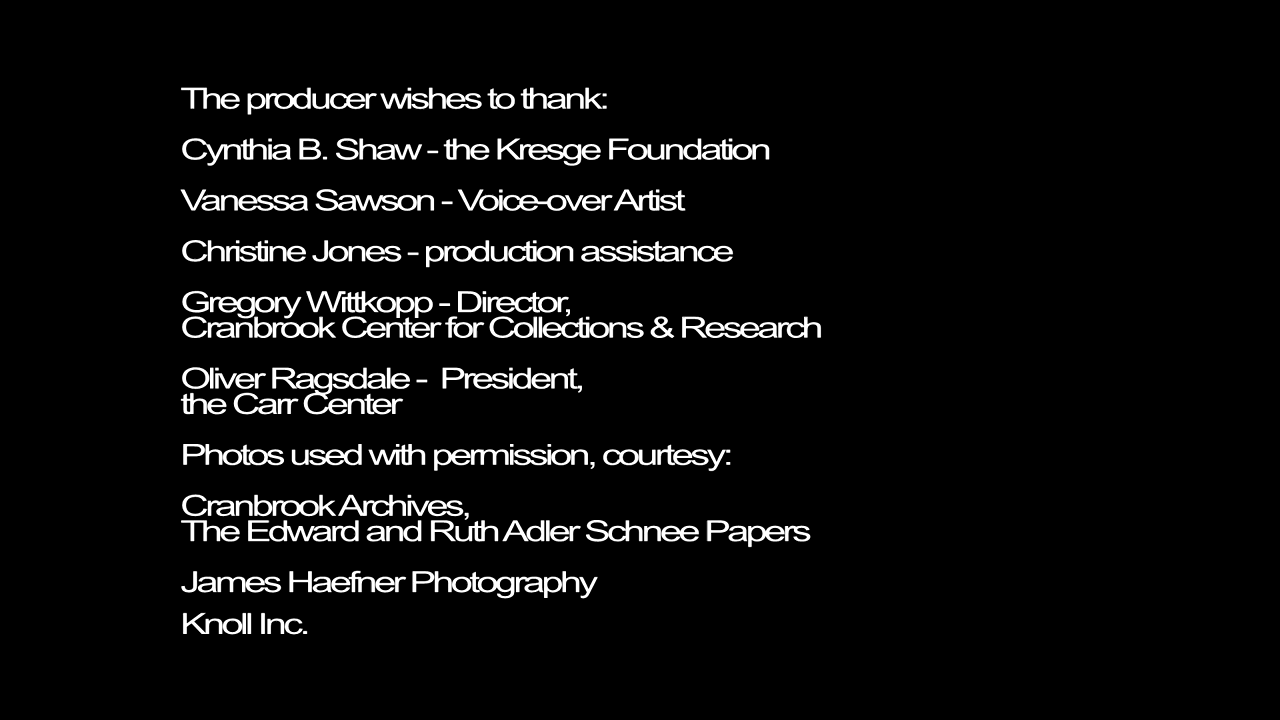 The producer wishes to thank:
Cynthia B. Shaw - the Kresge Foundation
Vanessa Sawson - Voice-over Artist
Christine Jones - production assistance
Gregory Wittkopp - Director,
Cranbrook Center for Collections & Research
Oliver Ragsdale - President,
the Carr Center
Photos used with permission, courtesy:
Cranbrook Archives,
The Edward and Ruth Adler Schnee Papers
James Haefner Photography
Knoll Inc.